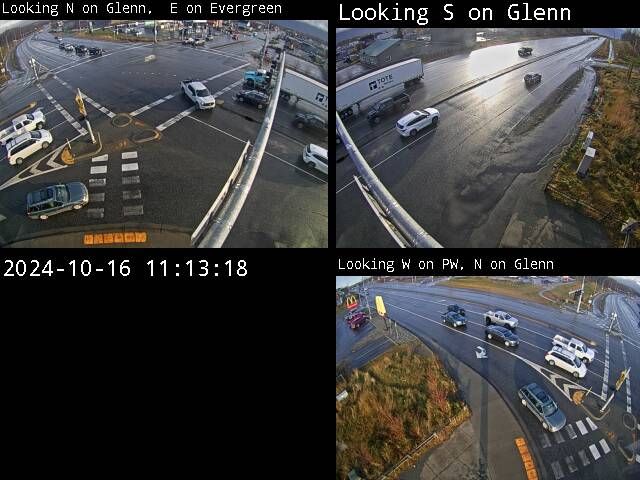 Looking N on Glenn,  E on Evergreen
Looking S on Glenn
TOTE
2024-10-16 11:13:18
Looking W on PW, N on Glenn